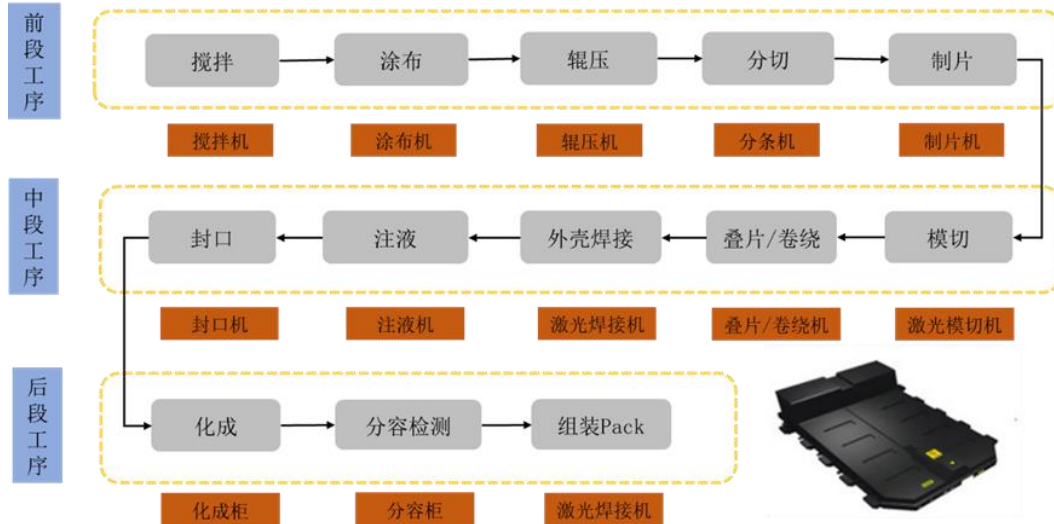 前段工序
搅拌 涂布 辊压 分切 制片
搅拌机 涂布机 辊压机 分条机 制片机
中段工序
封口 注液 外壳焊接 叠片/卷绕 模切
封口机 注液机 激光焊接机 叠片/卷绕机 激光模切机
后段工序
化成 分容检测 组装Pack
化成柜 分容柜 激光焊接机